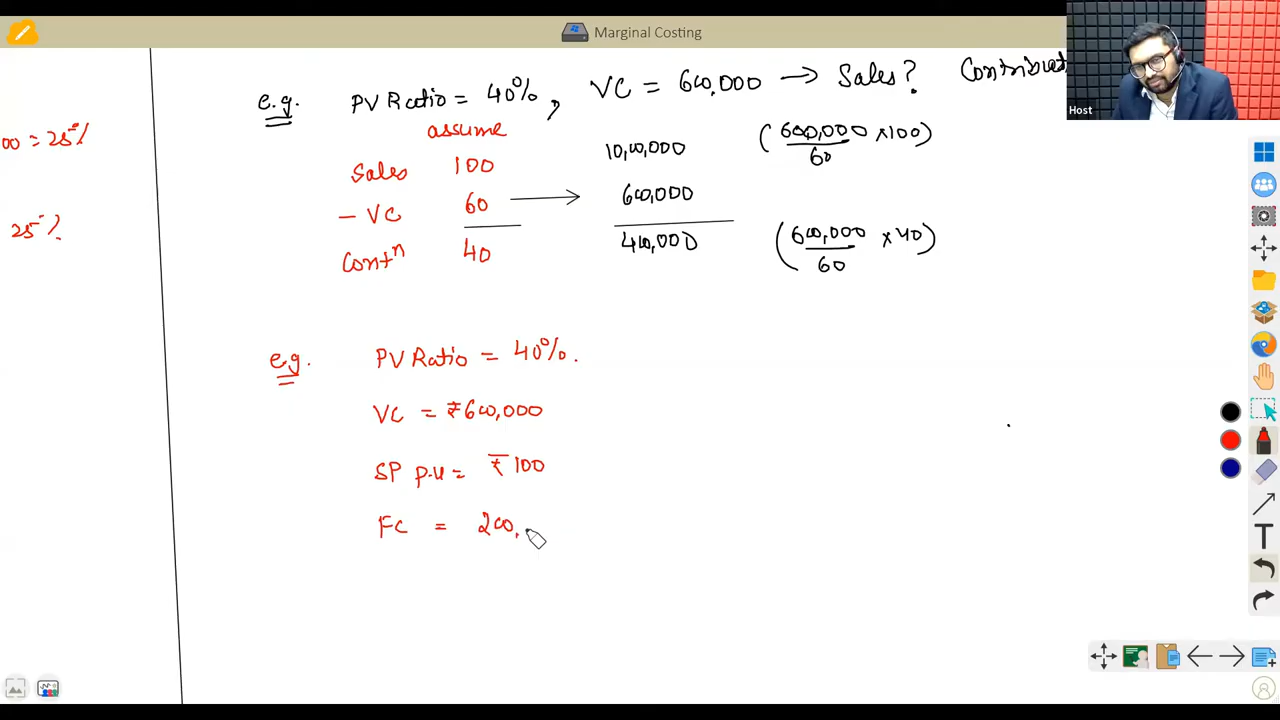 Marginal Costing
Host
e.g. PV Ratio = 40%, VC = 600,000 → Sales? Contribut
assume
00 = 25%
Sales 100 10,00,000 (600,000/60 × 100)
- VC 60 → 600,000
25%?
Contⁿ 40 400,000 (600,000/60 × 40)
e.g. PV Ratio = 40%.
VC = ₹600,000
SP p.u = ₹100
FC = 200,
T